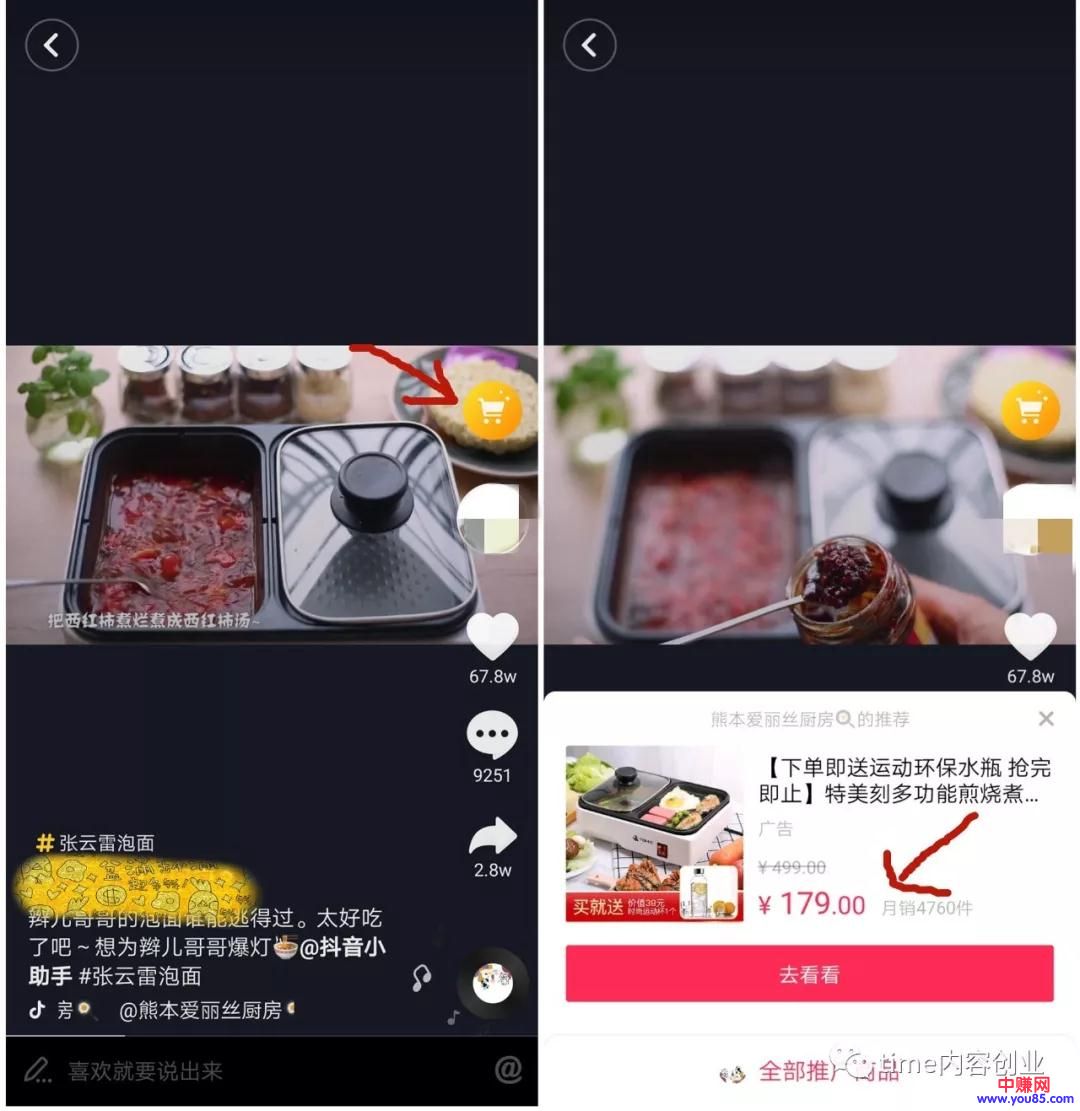 把西红柿煮烂煮成西红柿汤~
67.8w
9251
2.8w
#张云雷泡面
辫儿哥哥的泡面谁能逃得过。太好吃
了吧~想为辫儿哥哥爆灯🍜@抖音小
助手 #张云雷泡面
@熊本爱丽丝厨房
喜欢就要说出来
@
67.8w
熊本爱丽丝厨房🍳的推荐
【下单即送运动环保水瓶 抢完
即止】特美刻多功能煎烧煮...
广告
¥ 499.00
¥ 179.00 月销4760件
买就送 价值39元
时尚运动杯1个
去看看
全部推广商品
time内容创业
中赚网
www.you85.com